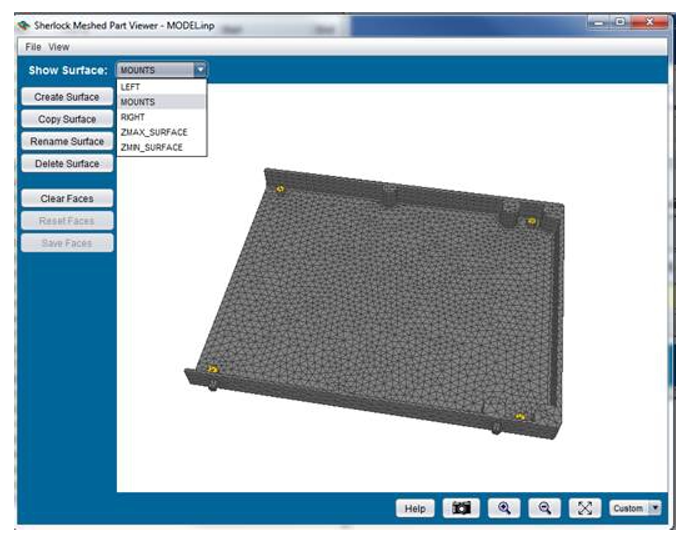 Sherlock Meshed Part Viewer - MODEL.inp
File View
Show Surface: MOUNTS
LEFT
MOUNTS
RIGHT
ZMAX_SURFACE
ZMIN_SURFACE
Create Surface
Copy Surface
Rename Surface
Delete Surface
Clear Faces
Reset Faces
Save Faces
Help
Custom